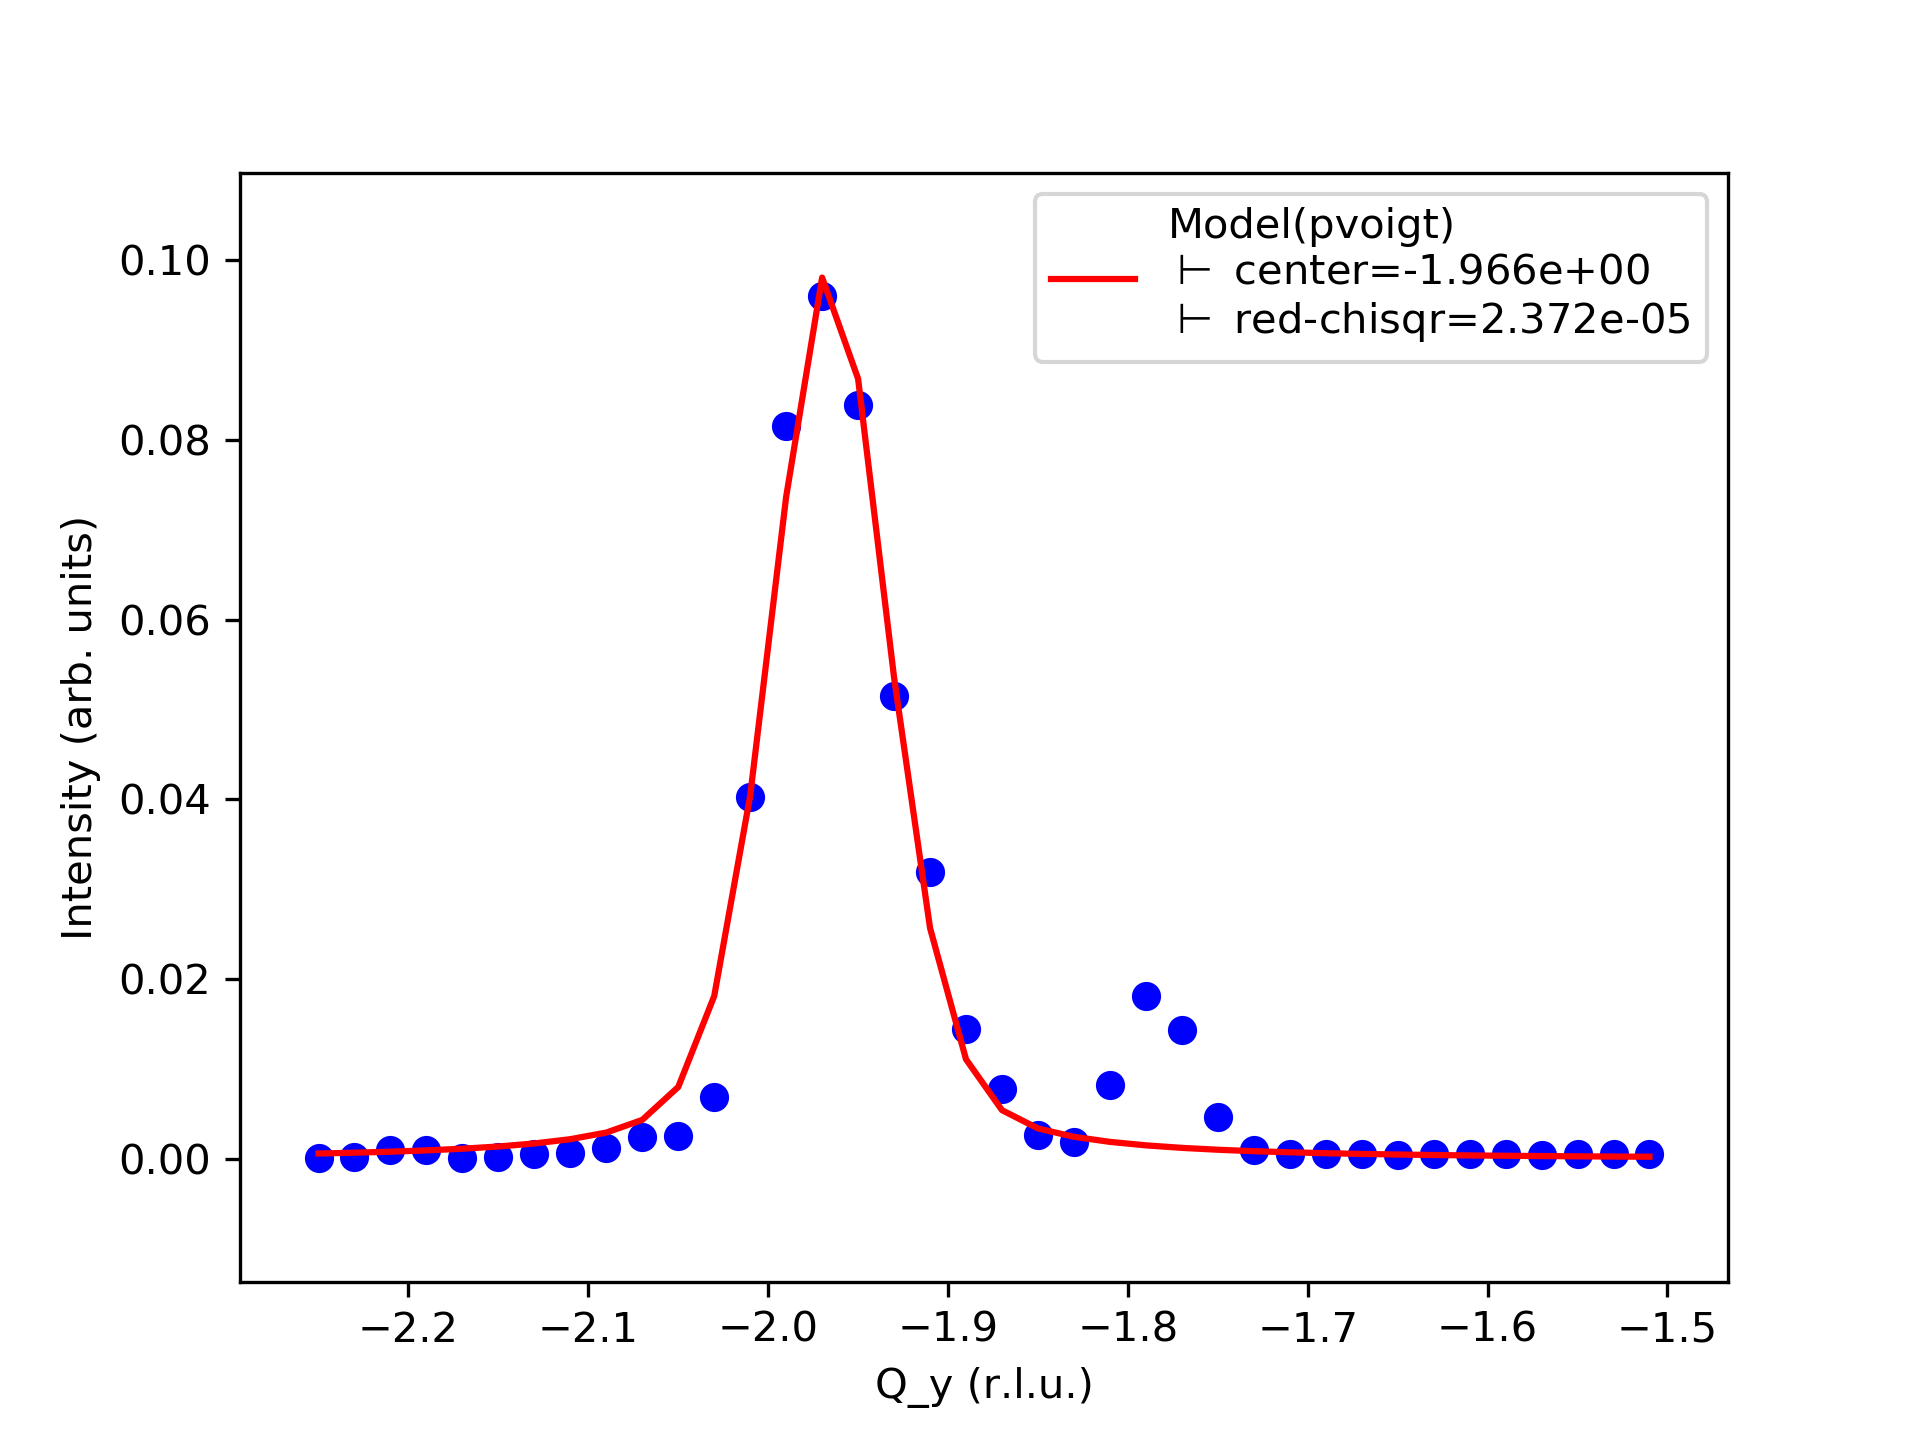 Model(pvoigt)
⊢ center=-1.966e+00
⊢ red-chisqr=2.372e-05
Intensity (arb. units)
0.10
0.08
0.06
0.04
0.02
0.00
−2.2 −2.1 −2.0 −1.9 −1.8 −1.7 −1.6 −1.5
Q_y (r.l.u.)